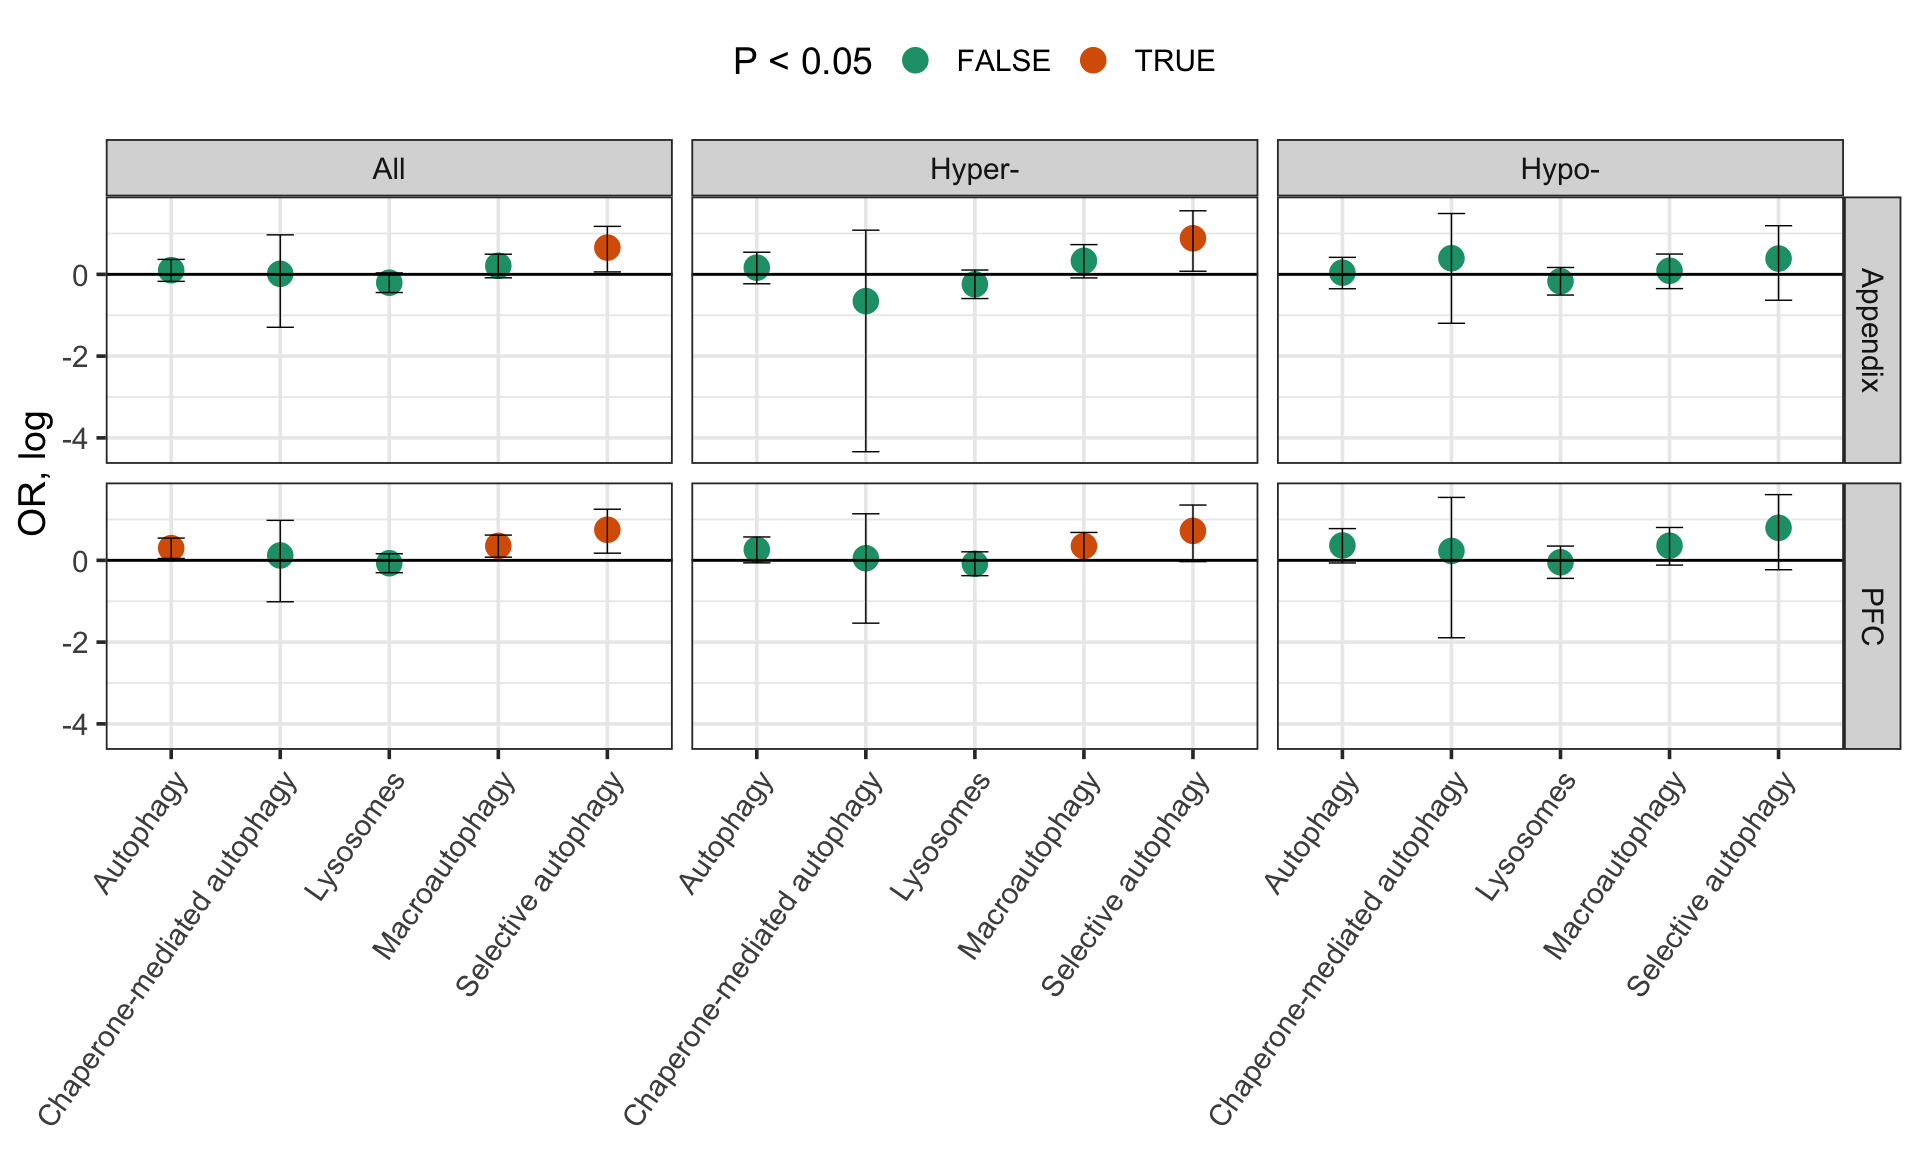 P < 0.05 FALSE TRUE
All Hyper- Hypo-
OR, log
0
-2
-4
Appendix
0
-2
-4
PFC
Autophagy
Chaperone-mediated autophagy
Lysosomes
Macroautophagy
Selective autophagy
Autophagy
Chaperone-mediated autophagy
Lysosomes
Macroautophagy
Selective autophagy
Autophagy
Chaperone-mediated autophagy
Lysosomes
Macroautophagy
Selective autophagy